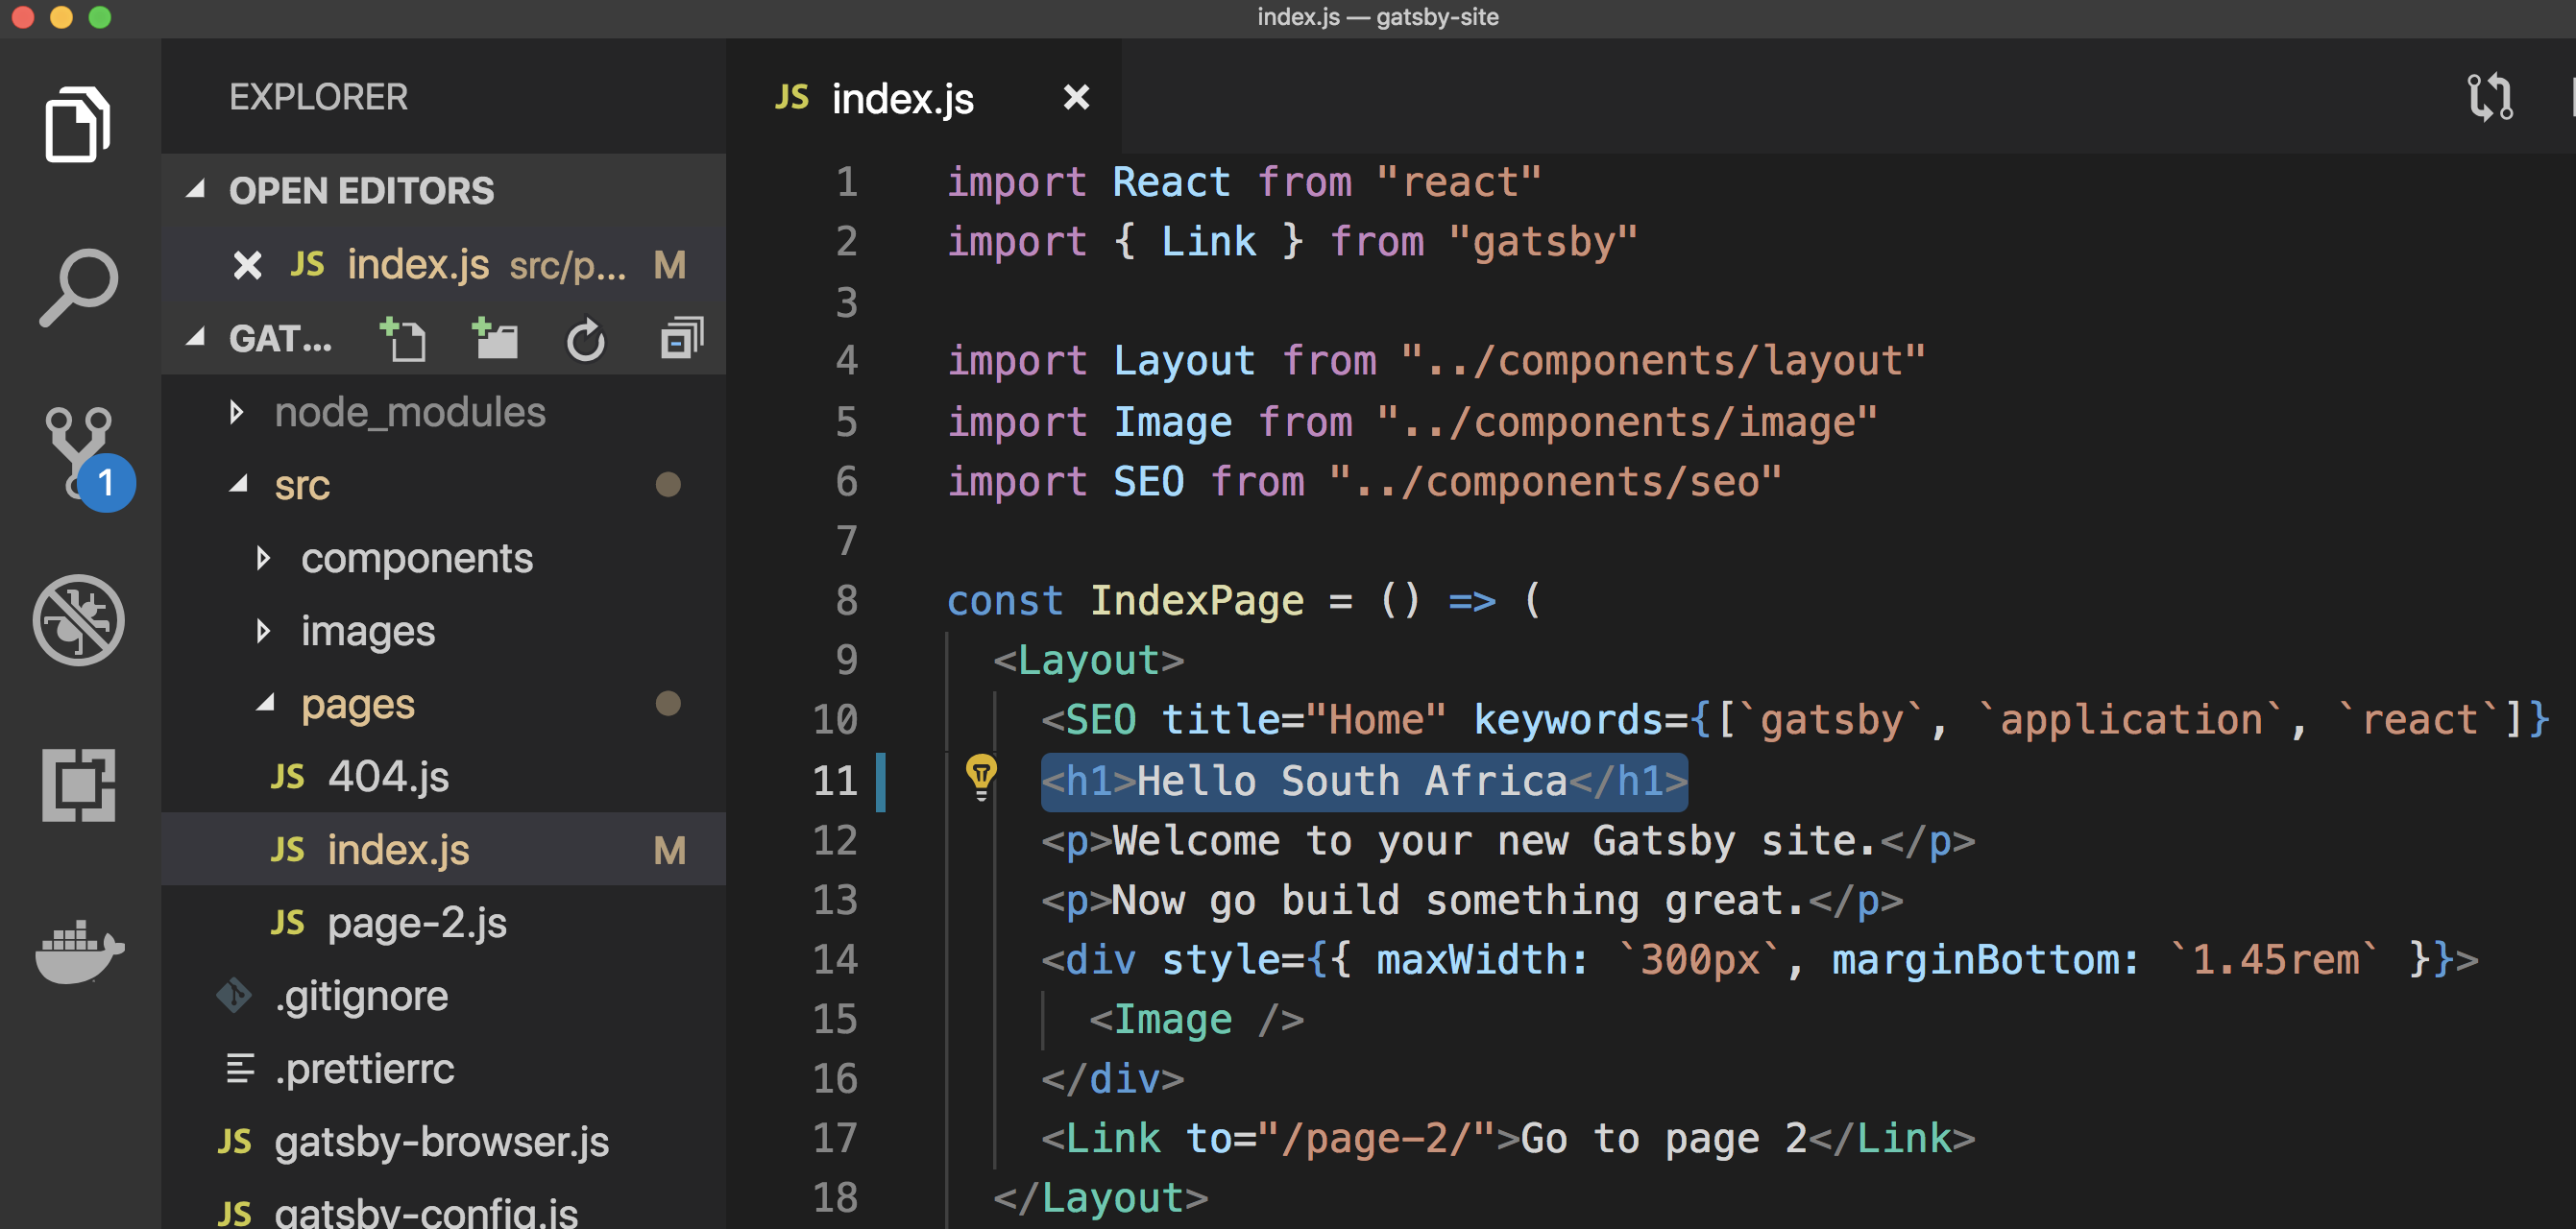 index.js — gatsby-site
EXPLORER
OPEN EDITORS
JS index.js src/p... M
GAT...
node_modules
src
components
images
pages
JS 404.js
JS index.js M
JS page-2.js
.gitignore
.prettierrc
JS gatsby-browser.js
JS gatsby-config.js
1
JS index.js
1 import React from "react"
2 import { Link } from "gatsby"
3
4 import Layout from "../components/layout"
5 import Image from "../components/image"
6 import SEO from "../components/seo"
7
8 const IndexPage = () => (
9 <Layout>
10 <SEO title="Home" keywords={[`gatsby`, `application`, `react`]}
11 <h1>Hello South Africa</h1>
12 <p>Welcome to your new Gatsby site.</p>
13 <p>Now go build something great.</p>
14 <div style={{ maxWidth: `300px`, marginBottom: `1.45rem` }}>
15 <Image />
16 </div>
17 <Link to="/page-2/">Go to page 2</Link>
18 </Layout>